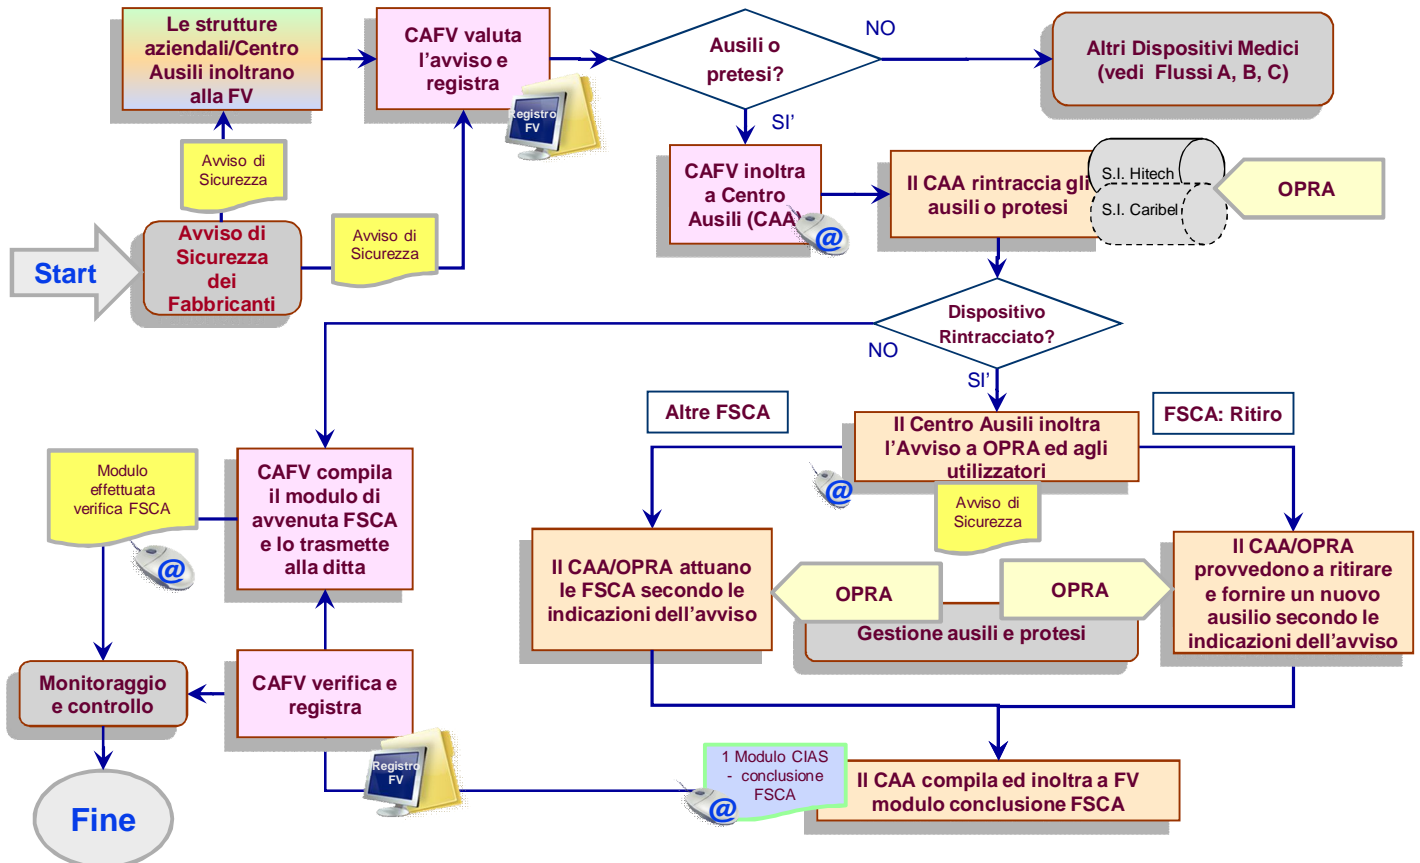 Le strutture
aziendali/Centro
Ausili inoltrano
alla FV
CAFV valuta
l'avviso e
registra
Registro
FV
Ausili o
pretesi?
NO
Altri Dispositivi Medici
(vedi Flussi A, B, C)
SI'
Avviso di
Sicurezza
CAFV inoltra
a Centro
Ausili (CAA)
@
Il CAA rintraccia gli
ausili o protesi
S.I. Hitech
S.I. Caribel
OPRA
Start
Avviso di
Sicurezza
dei
Fabbricanti
Avviso di
Sicurezza
Dispositivo
Rintracciato?
NO
SI'
Altre FSCA
FSCA: Ritiro
Il Centro Ausili inoltra
l'Avviso a OPRA ed agli
utilizzatori
@
Avviso di
Sicurezza
Modulo
effettuata
verifica FSCA
@
CAFV compila
il modulo di
avvenuta FSCA
e lo trasmette
alla ditta
Il CAA/OPRA attuano
le FSCA secondo le
indicazioni dell'avviso
OPRA
OPRA
Gestione ausili e protesi
Il CAA/OPRA
provvedono a ritirare
e fornire un nuovo
ausilio secondo le
indicazioni dell'avviso
Monitoraggio
e controllo
CAFV verifica e
registra
Registro
FV
1 Modulo CIAS
- conclusione
FSCA
@
Il CAA compila ed inoltra a FV
modulo conclusione FSCA
Fine